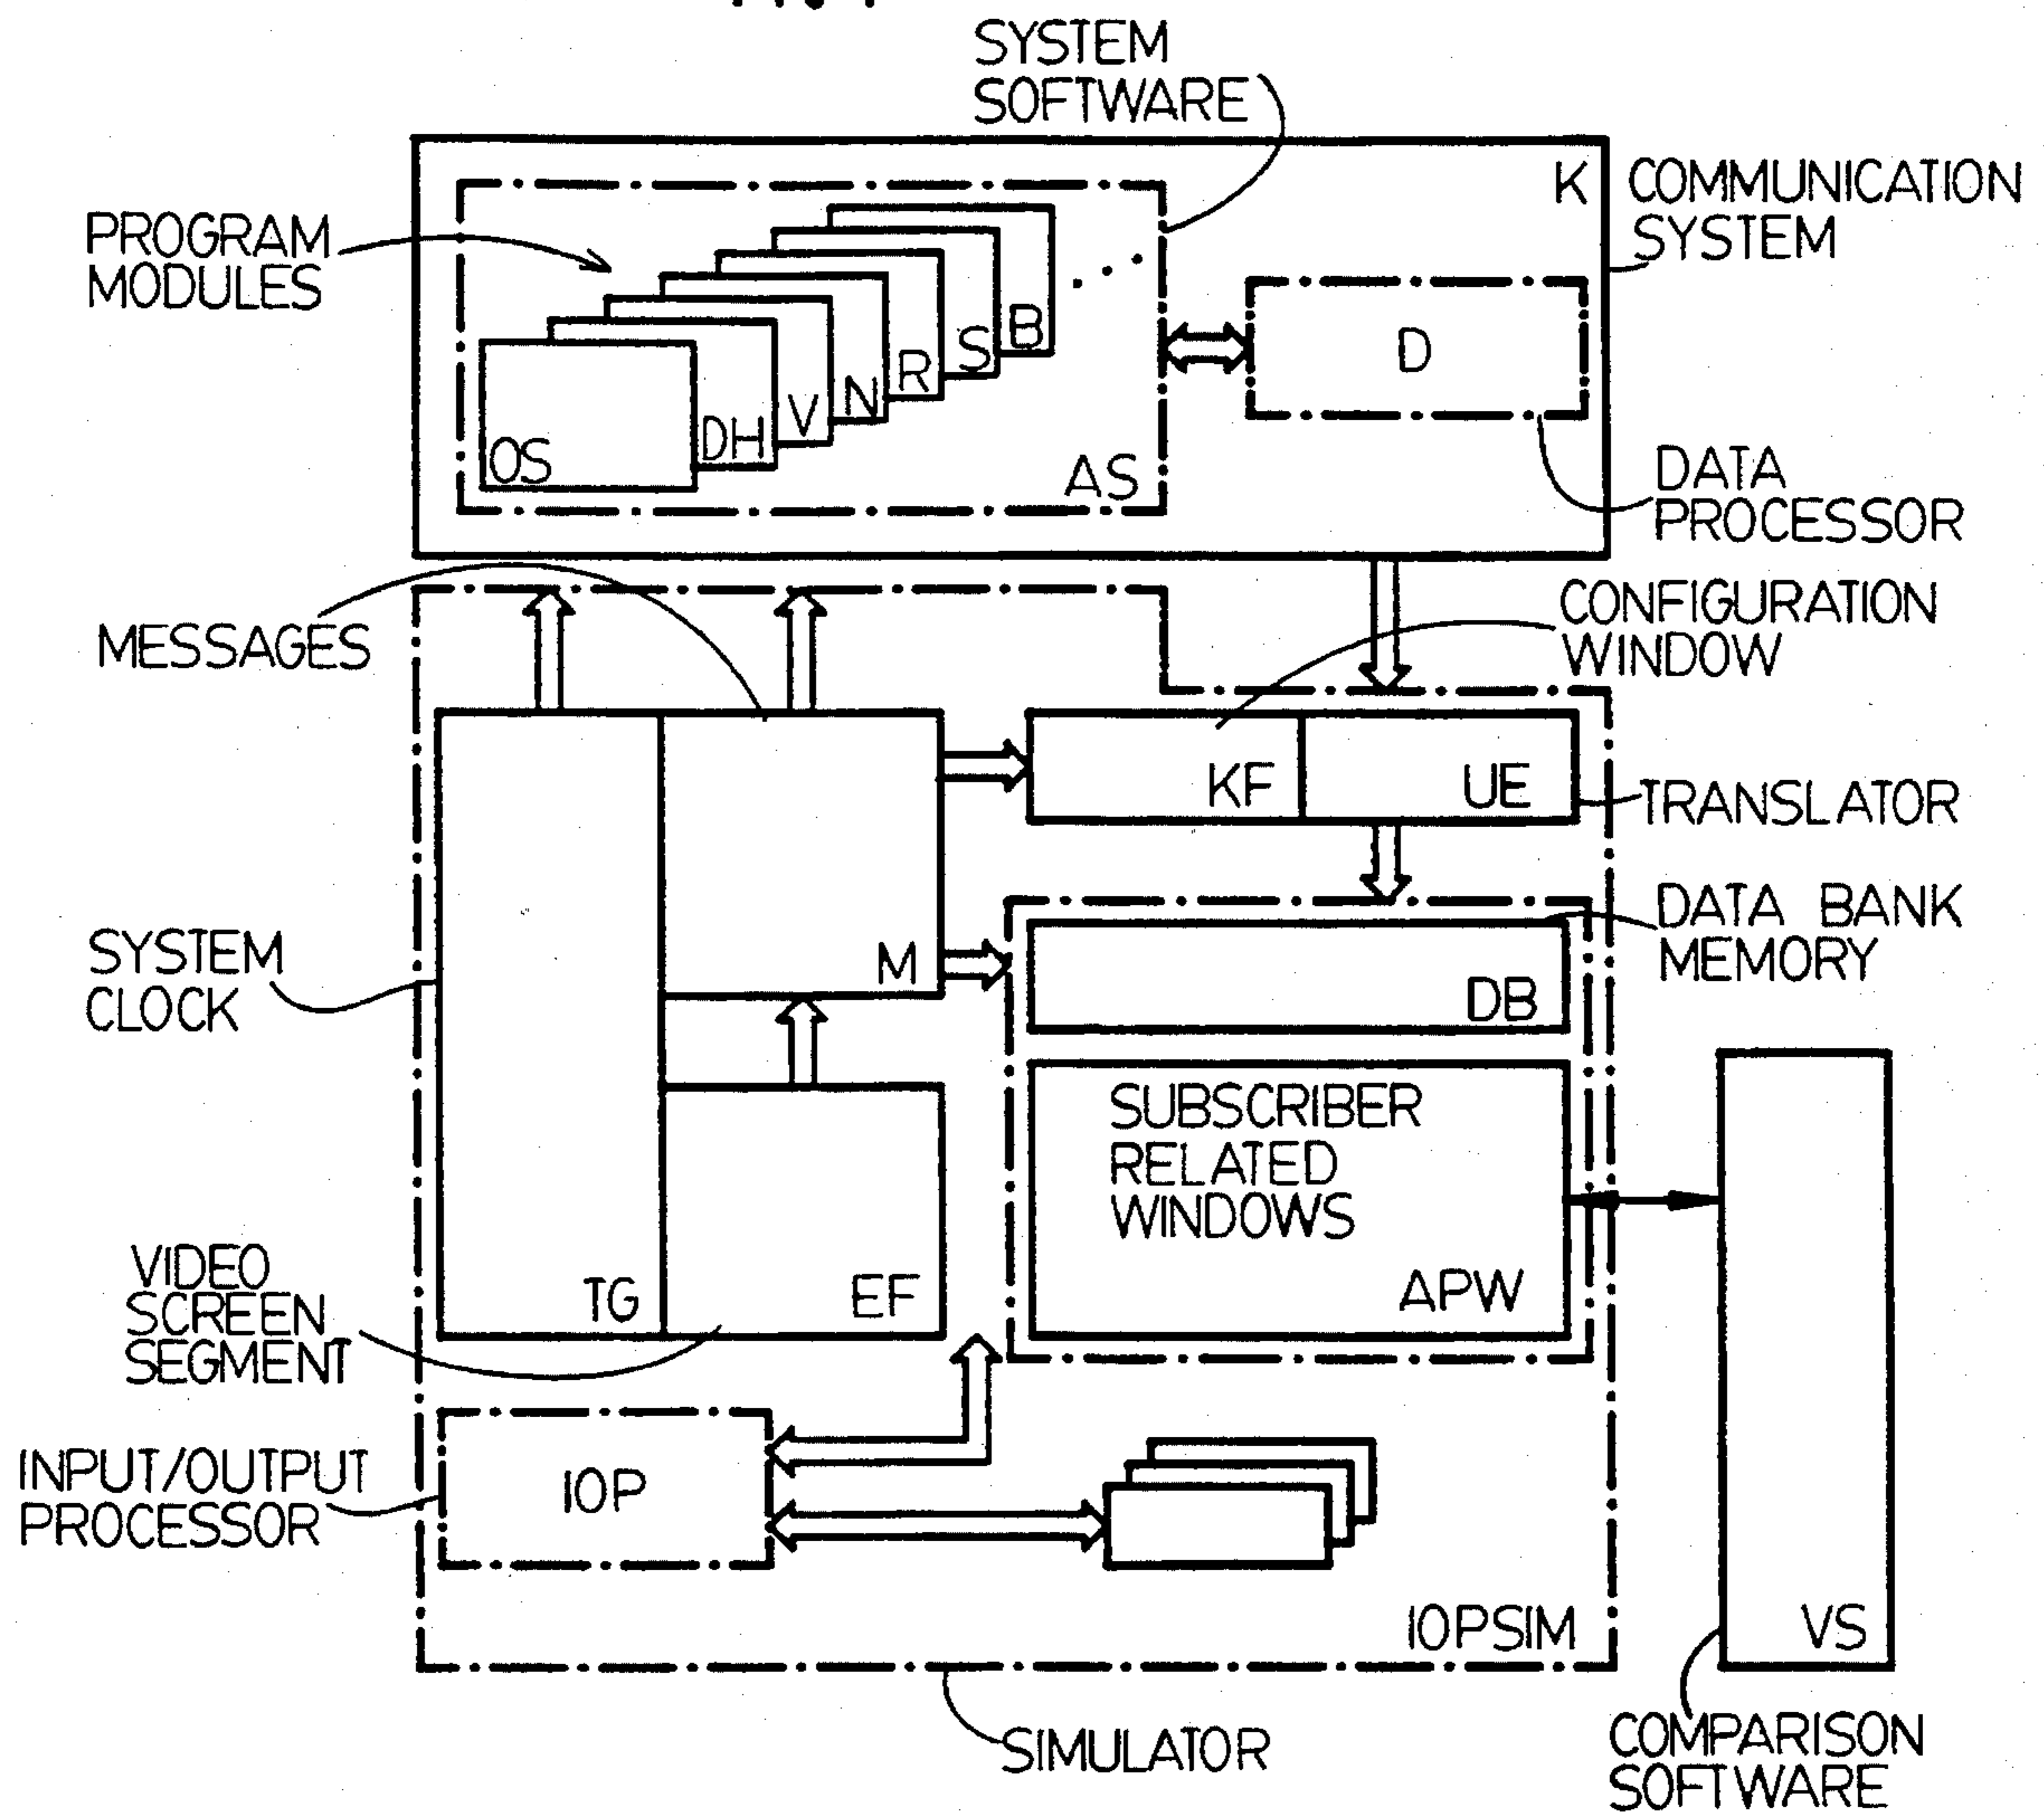 SYSTEM
SOFTWARE
K
COMMUNICATION
SYSTEM
PROGRAM
MODULES
B
S
R
N
V
DH
OS
AS
D
DATA
PROCESSOR
MESSAGES
CONFIGURATION
WINDOW
KF
UE
TRANSLATOR
M
DATA BANK
MEMORY
SYSTEM
CLOCK
DB
SUBSCRIBER
RELATED
WINDOWS
APW
VIDEO
SCREEN
SEGMENT
TG
EF
INPUT/OUTPUT
PROCESSOR
IOP
IOPSIM
VS
SIMULATOR
COMPARISON
SOFTWARE